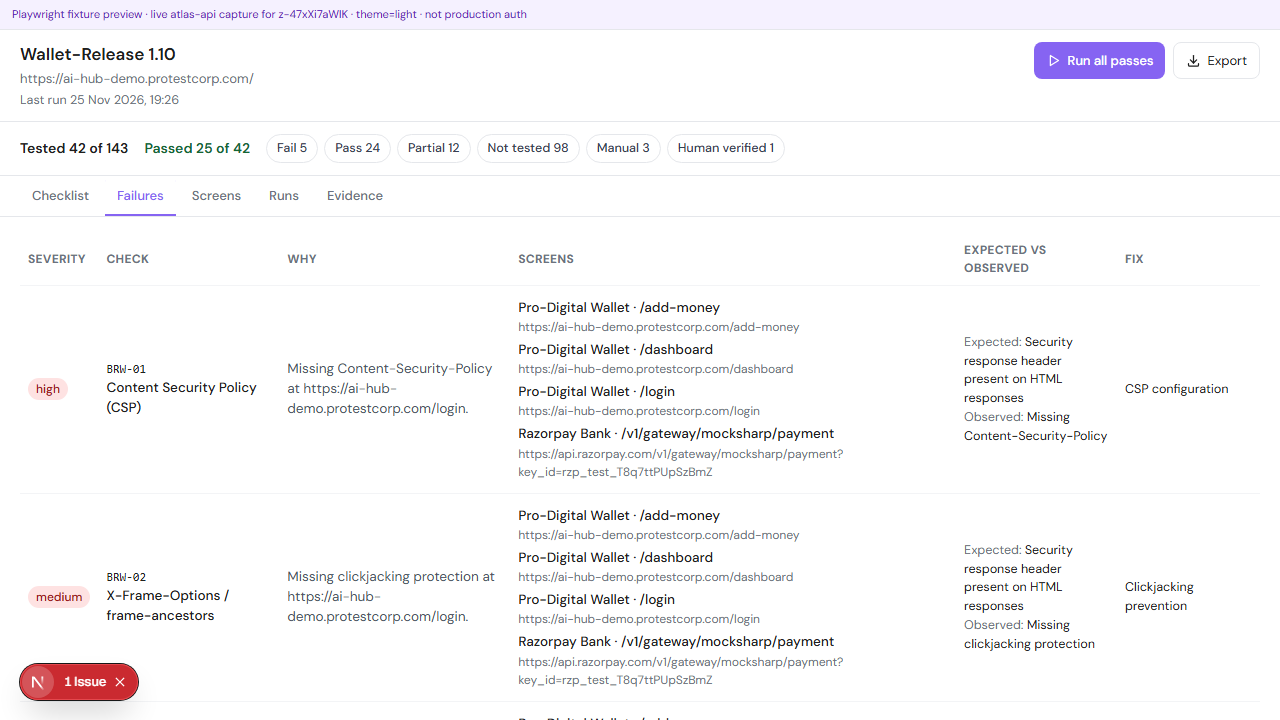 Playwright fixture preview · live atlas-api capture for z-47xXi7aWIK · theme=light · not production auth
Wallet-Release 1.10
https://ai-hub-demo.protestcorp.com/
Last run 25 Nov 2026, 19:26
Run all passes
Export
Tested 42 of 143
Passed 25 of 42
Fail 5
Pass 24
Partial 12
Not tested 98
Manual 3
Human verified 1
Checklist
Failures
Screens
Runs
Evidence
SEVERITY
CHECK
WHY
SCREENS
EXPECTED VS
OBSERVED
FIX
high
BRW-01
Content Security Policy
(CSP)
Missing Content-Security-Policy
at https://ai-hub-
demo.protestcorp.com/login.
Pro-Digital Wallet · /add-money
https://ai-hub-demo.protestcorp.com/add-money
Pro-Digital Wallet · /dashboard
https://ai-hub-demo.protestcorp.com/dashboard
Pro-Digital Wallet · /login
https://ai-hub-demo.protestcorp.com/login
Razorpay Bank · /v1/gateway/mocksharp/payment
https://api.razorpay.com/v1/gateway/mocksharp/payment?
key_id=rzp_test_T8q7ttPUpSzBmZ
Expected: Security
response header
present on HTML
responses
Observed: Missing
Content-Security-Policy
CSP configuration
medium
BRW-02
X-Frame-Options /
frame-ancestors
Missing clickjacking protection at
https://ai-hub-
demo.protestcorp.com/login.
Pro-Digital Wallet · /add-money
https://ai-hub-demo.protestcorp.com/add-money
Pro-Digital Wallet · /dashboard
https://ai-hub-demo.protestcorp.com/dashboard
Pro-Digital Wallet · /login
https://ai-hub-demo.protestcorp.com/login
Razorpay Bank · /v1/gateway/mocksharp/payment
https://api.razorpay.com/v1/gateway/mocksharp/payment?
key_id=rzp_test_T8q7ttPUpSzBmZ
Expected: Security
response header
present on HTML
responses
Observed: Missing
clickjacking protection
Clickjacking
prevention
N
1 Issue